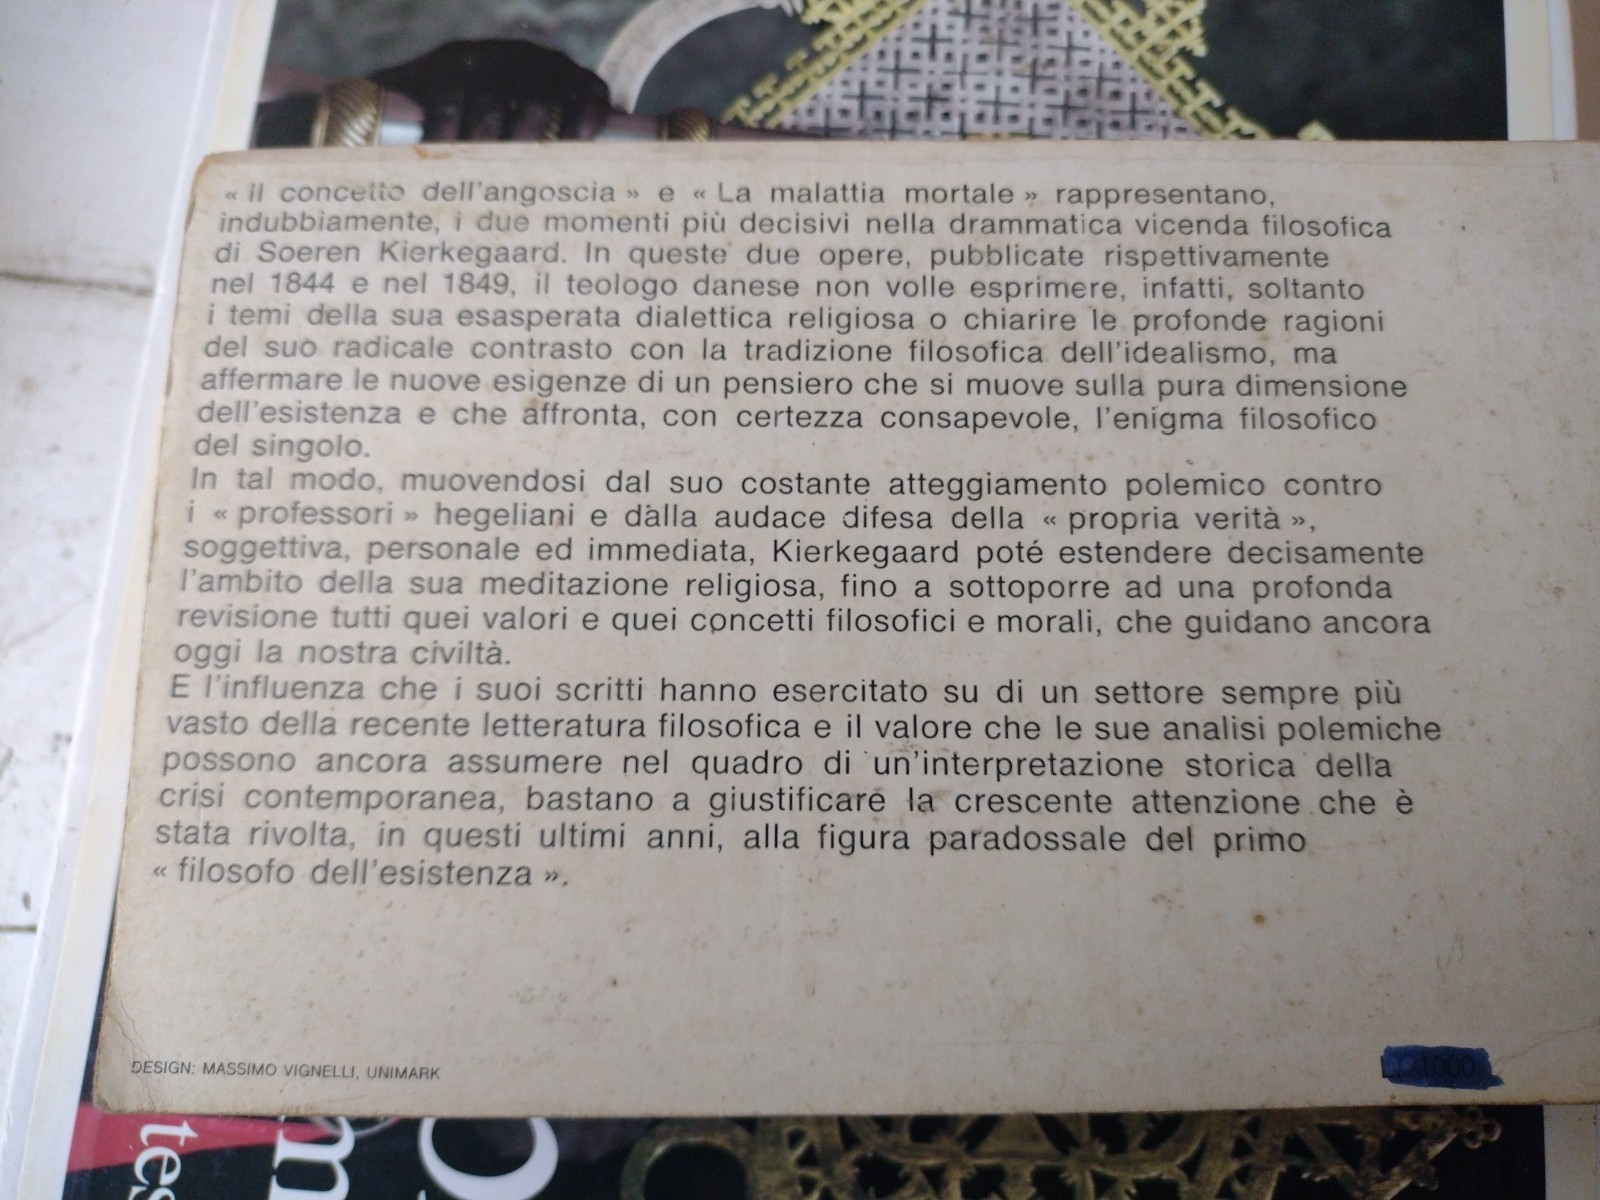 « Il concetto dell'angoscia » e « La malattia mortale » rappresentano,
indubbiamente, i due momenti più decisivi nella drammatica vicenda filosofica
di Soeren Kierkegaard. In queste due opere, pubblicate rispettivamente
nel 1844 e nel 1849, il teologo danese non volle esprimere, infatti, soltanto
i temi della sua esasperata dialettica religiosa o chiarire le profonde ragioni
del suo radicale contrasto con la tradizione filosofica dell'idealismo, ma
affermare le nuove esigenze di un pensiero che si muove sulla pura dimensione
dell'esistenza e che affronta, con certezza consapevole, l'enigma filosofico
del singolo.
In tal modo, muovendosi dal suo costante atteggiamento polemico contro
i « professori » hegeliani e dalla audace difesa della « propria verità »,
soggettiva, personale ed immediata, Kierkegaard poté estendere decisamente
l'ambito della sua meditazione religiosa, fino a sottoporre ad una profonda
revisione tutti quei valori e quei concetti filosofici e morali, che guidano ancora
oggi la nostra civiltà.
E l'influenza che i suoi scritti hanno esercitato su di un settore sempre più
vasto della recente letteratura filosofica e il valore che le sue analisi polemiche
possono ancora assumere nel quadro di un'interpretazione storica della
crisi contemporanea, bastano a giustificare la crescente attenzione che è
stata rivolta, in questi ultimi anni, alla figura paradossale del primo
« filosofo dell'esistenza ».
DESIGN: MASSIMO VIGNELLI, UNIMARK
L. 1000
tes